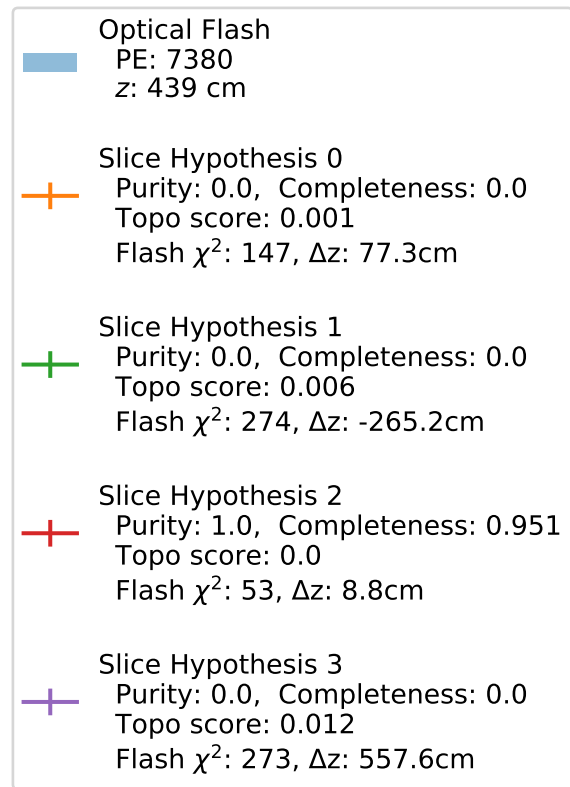 Optical Flash
PE: 7380
z: 439 cm
Slice Hypothesis 0
Purity: 0.0,  Completeness: 0.0
Topo score: 0.001
Flash χ²: 147, Δz: 77.3cm
Slice Hypothesis 1
Purity: 0.0,  Completeness: 0.0
Topo score: 0.006
Flash χ²: 274, Δz: -265.2cm
Slice Hypothesis 2
Purity: 1.0,  Completeness: 0.951
Topo score: 0.0
Flash χ²: 53, Δz: 8.8cm
Slice Hypothesis 3
Purity: 0.0,  Completeness: 0.0
Topo score: 0.012
Flash χ²: 273, Δz: 557.6cm